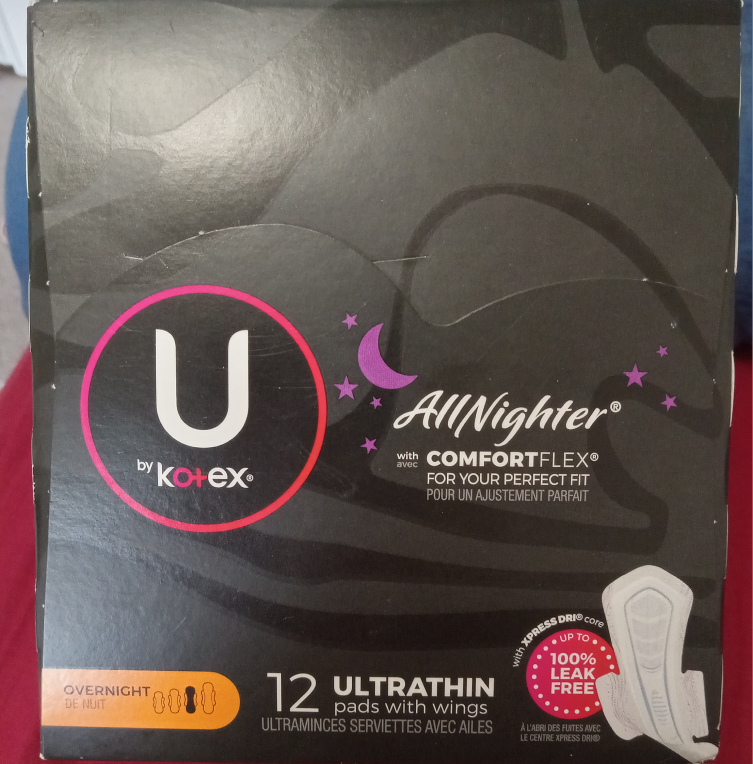 U
by kotex®
AllNighter®
with
avec
COMFORTFLEX®
FOR YOUR PERFECT FIT
POUR UN AJUSTEMENT PARFAIT
with XPRESS DRI® core
UP TO
100%
LEAK
FREE
À L'ABRI DES FUITES AVEC
LE CENTRE XPRESS DRI®
OVERNIGHT
DE NUIT
12 ULTRATHIN
pads with wings
ULTRAMINCES SERVIETTES AVEC AILES